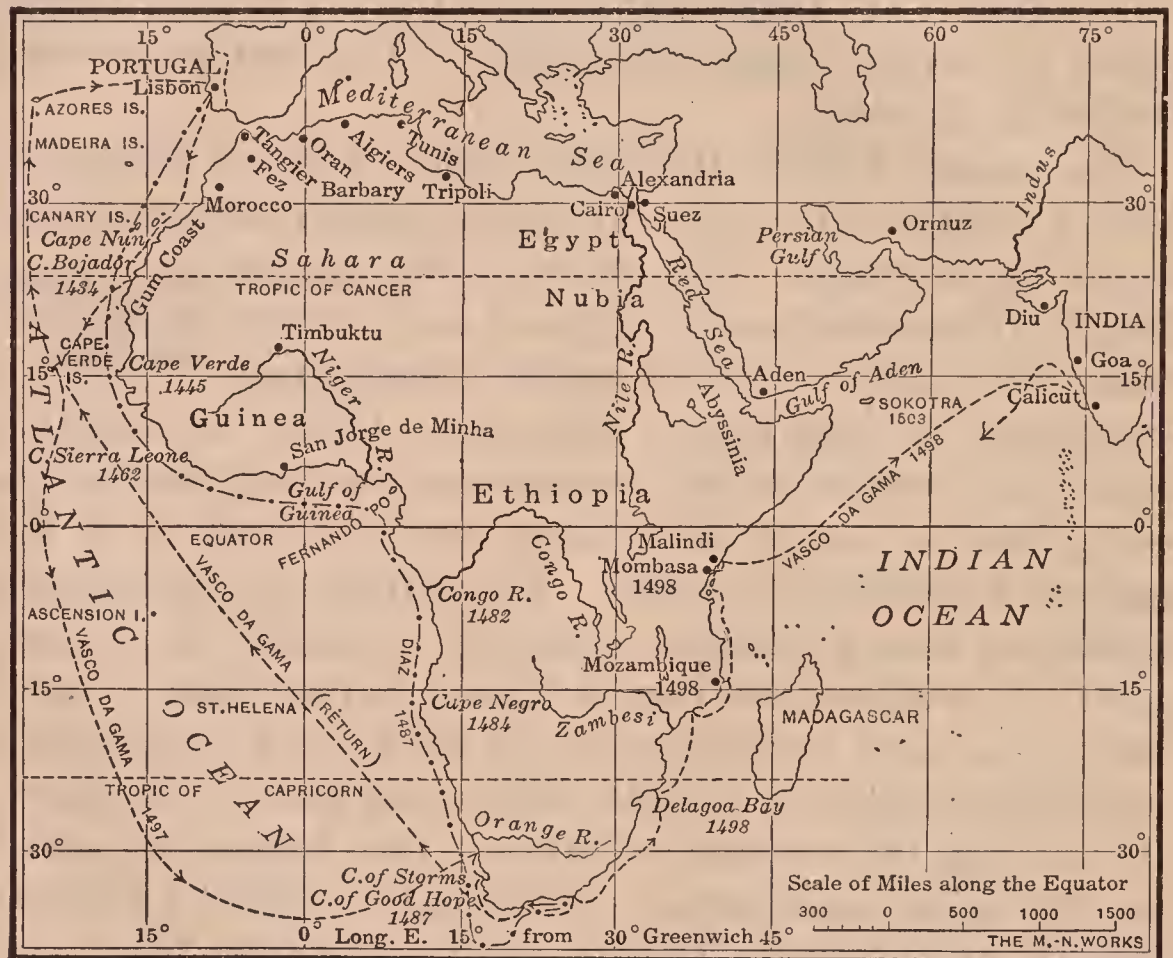 15°
0°
30°
45°
60°
75°
PORTUGAL
Lisbon
AZORES IS.
MADEIRA IS.
Mediterranean
Sea
Tangier
Fez
Oran
Algiers
Tunis
Barbary
Tripoli
Alexandria
Cairo
Suez
Indus
30°
30°
Morocco
CANARY IS.
Cape Nun
C. Bojador
1434
Gum Coast
Sahara
TROPIC OF CANCER
Egypt
Nubia
Red
Sea
Persian
Gulf
Ormuz
Diu
INDIA
Goa
Calicut
Timbuktu
CAPE
VERDE
IS.
Cape Verde
1445
15°
15°
Niger
R.
Guinea
San Jorge de Minha
C. Sierra Leone
1462
Gulf of
Guinea
FERNANDO PO
Nile R.
Abyssinia
Aden
Gulf of Aden
SOKOTRA
1503
Ethiopia
VASCO DA GAMA 1498
0°
0°
EQUATOR
Malindi
Mombasa
1498
INDIAN
OCEAN
ATLANTIC
OCEAN
Congo
R.
Congo R.
1482
ASCENSION I.
VASCO DA GAMA
(RETURN)
VASCO DA GAMA
1497
DIAZ
1487
Mozambique
1498
15°
15°
ST. HELENA
Cupe Negro
1484
Zambesi
MADAGASCAR
TROPIC OF CAPRICORN
Delagoa Bay
1498
Orange R.
30°
30°
C. of Storms
C. of Good Hope
1487
Scale of Miles along the Equator
300 0 500 1000 1500
15° 0° Long. E. 15° from 30° Greenwich 45°
THE M.-N. WORKS